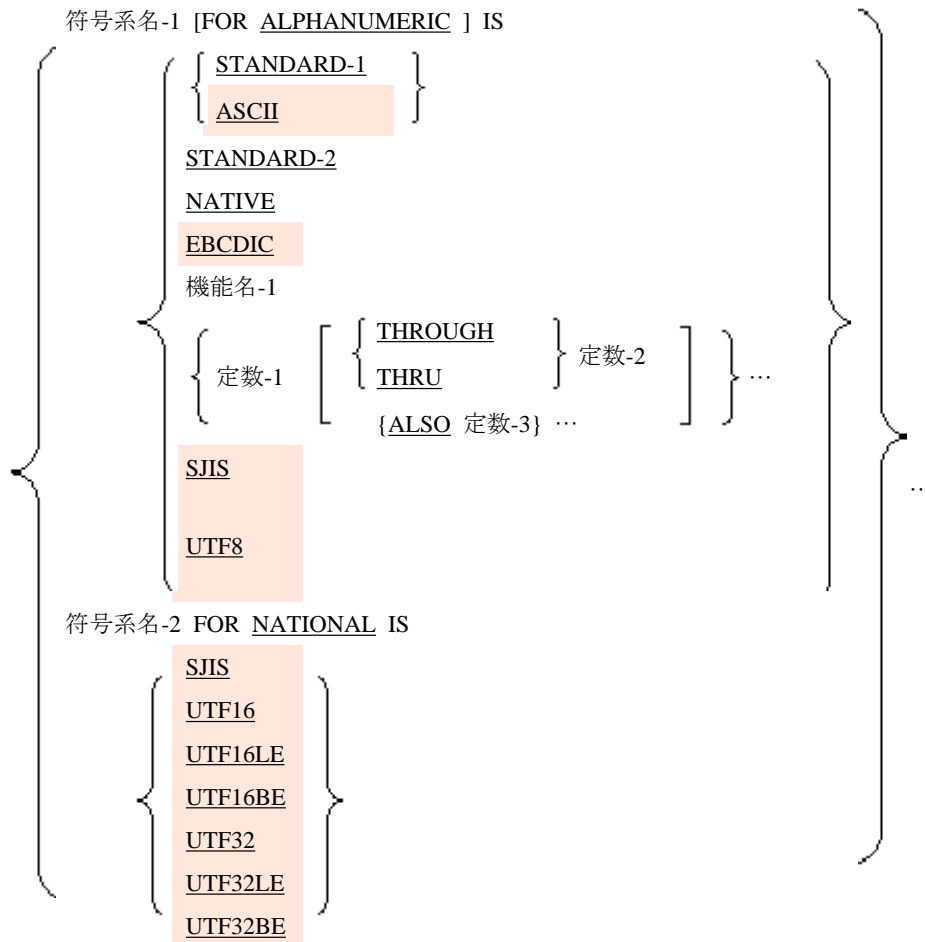 符号系名-1 [FOR ALPHANUMERIC ] IS
STANDARD-1
ASCII
STANDARD-2
NATIVE
EBCDIC
機能名-1
THROUGH
定数-1 定数-2 …
THRU
{ALSO 定数-3} …
SJIS
..
UTF8
符号系名-2 FOR NATIONAL IS
SJIS
UTF16
UTF16LE
UTF16BE
UTF32
UTF32LE
UTF32BE